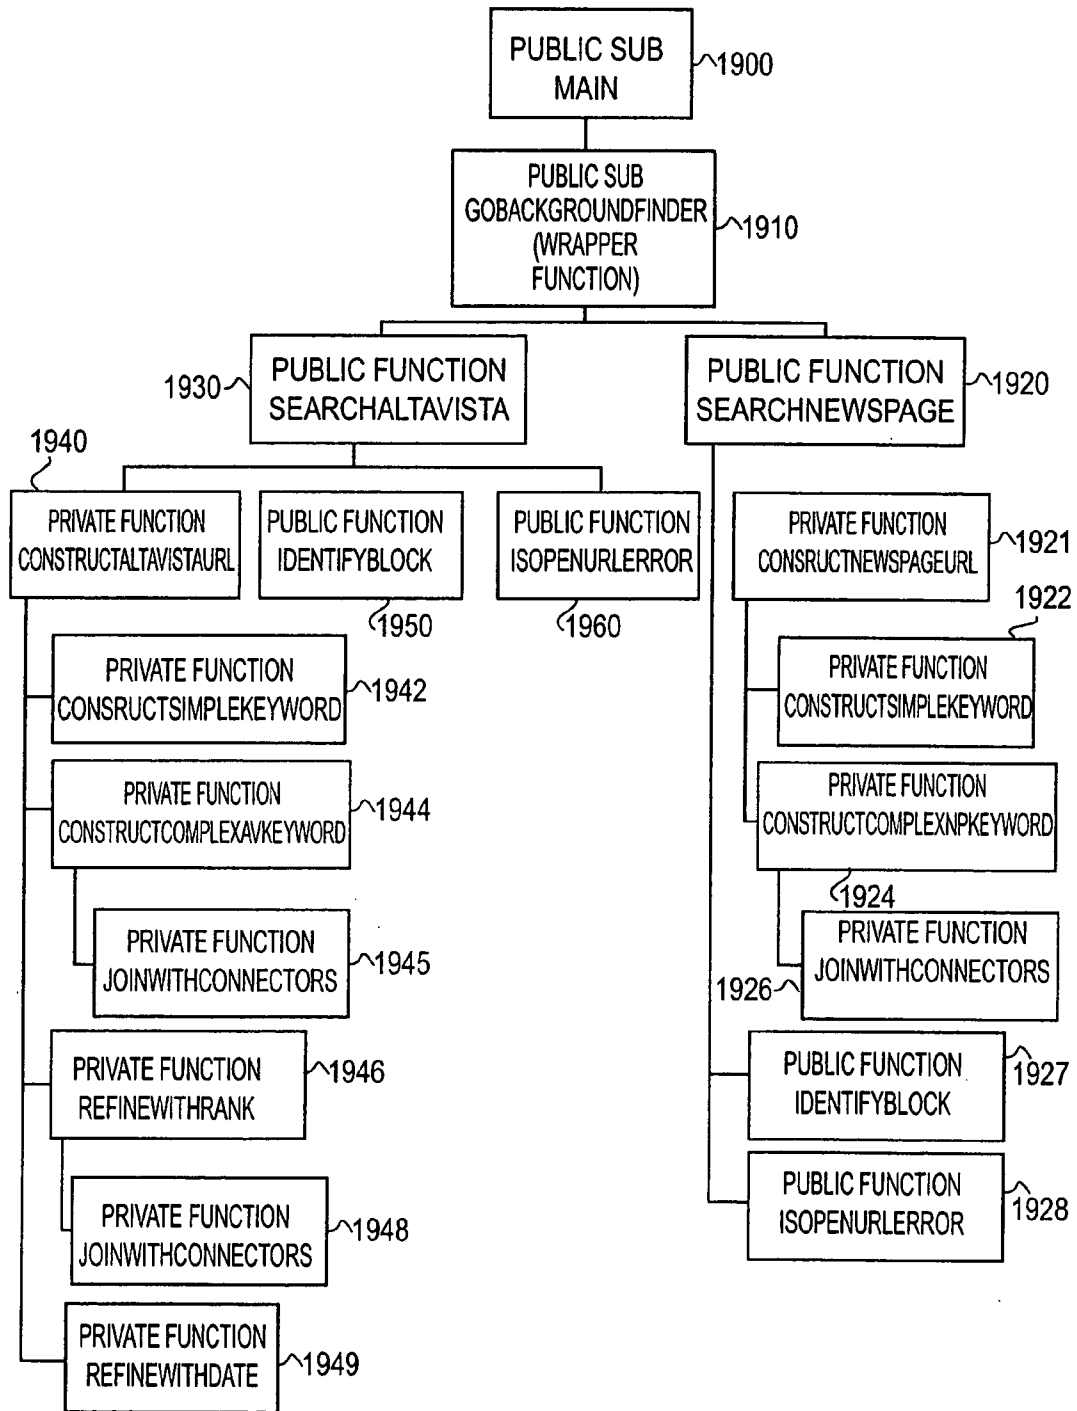 PUBLIC SUB
MAIN
1900
PUBLIC SUB
GOBACKGROUNDFINDER
(WRAPPER
FUNCTION)
1910
1930
PUBLIC FUNCTION
SEARCHALTAVISTA
PUBLIC FUNCTION
SEARCHNEWSPAGE
1920
1940
PRIVATE FUNCTION
CONSTRUCTALTAVISTAURL
PUBLIC FUNCTION
IDENTIFYBLOCK
1950
PUBLIC FUNCTION
ISOPENURLERROR
1960
PRIVATE FUNCTION
CONSRUCTNEWSPAGEURL
1921
1922
PRIVATE FUNCTION
CONSRUCTSIMPLEKEYWORD
1942
PRIVATE FUNCTION
CONSTRUCTSIMPLEKEYWORD
PRIVATE FUNCTION
CONSTRUCTCOMPLEXAVKEYWORD
1944
PRIVATE FUNCTION
CONSTRUCTCOMPLEXNPKEYWORD
1924
PRIVATE FUNCTION
JOINWITHCONNECTORS
1945
PRIVATE FUNCTION
JOINWITHCONNECTORS
1926
PRIVATE FUNCTION
REFINEWITHRANK
1946
PUBLIC FUNCTION
IDENTIFYBLOCK
1927
PRIVATE FUNCTION
JOINWITHCONNECTORS
1948
PUBLIC FUNCTION
ISOPENURLERROR
1928
PRIVATE FUNCTION
REFINEWITHDATE
1949